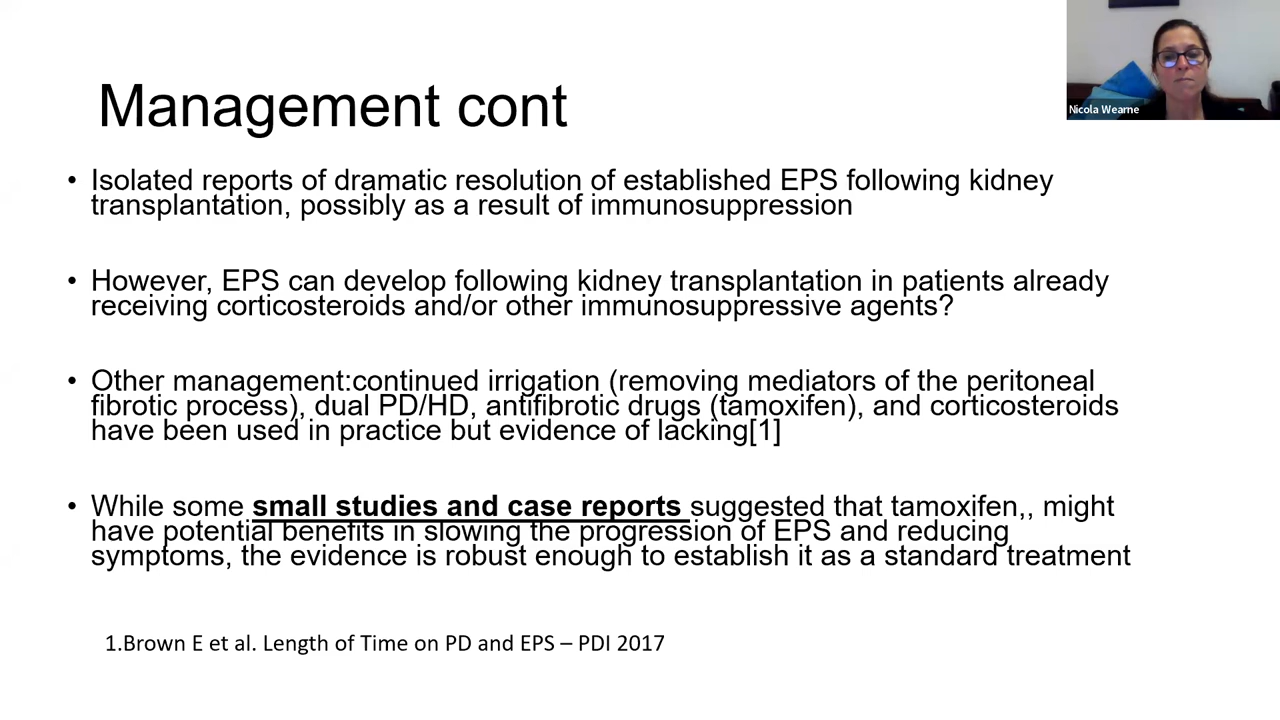 Nicola Wearne
Management cont
• Isolated reports of dramatic resolution of established EPS following kidney
transplantation, possibly as a result of immunosuppression
• However, EPS can develop following kidney transplantation in patients already
receiving corticosteroids and/or other immunosuppressive agents?
• Other management:continued irrigation (removing mediators of the peritoneal
fibrotic process), dual PD/HD, antifibrotic drugs (tamoxifen), and corticosteroids
have been used in practice but evidence of lacking[1]
• While some small studies and case reports suggested that tamoxifen,, might
have potential benefits in slowing the progression of EPS and reducing
symptoms, the evidence is robust enough to establish it as a standard treatment
1.Brown E et al. Length of Time on PD and EPS – PDI 2017